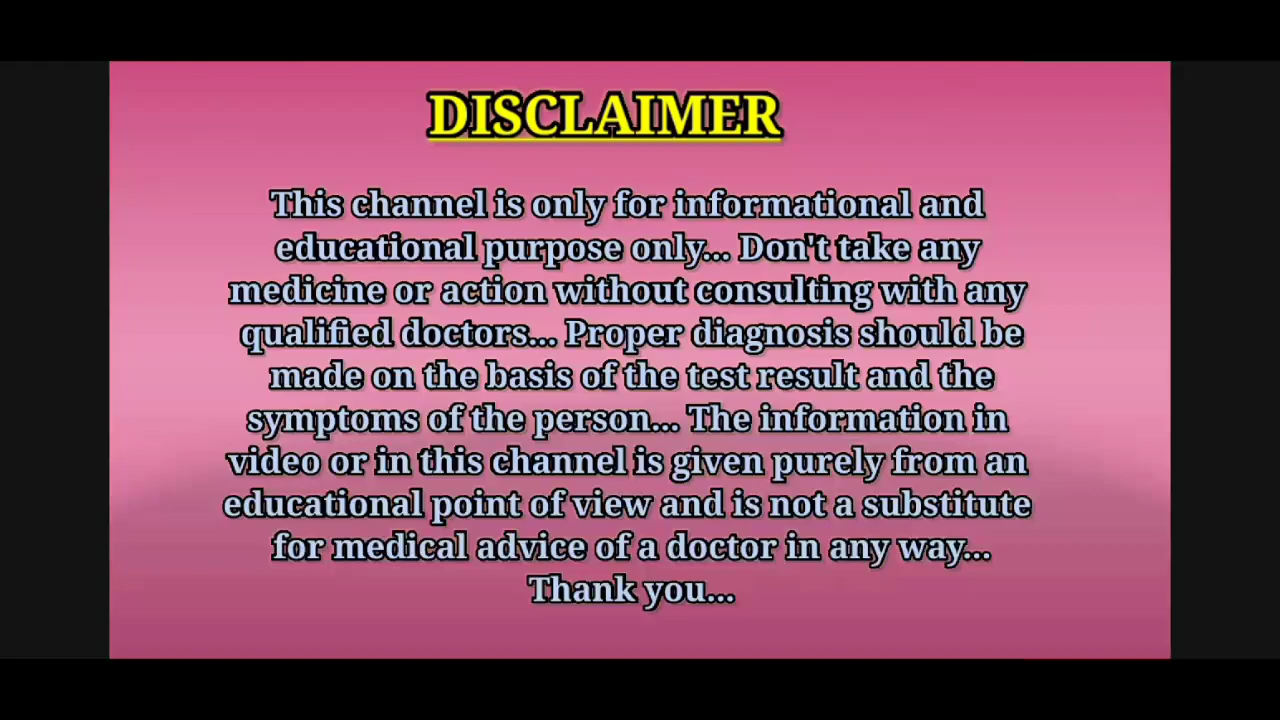 DISCLAIMER
This channel is only for informational and
educational purpose only... Don't take any
medicine or action without consulting with any
qualified doctors... Proper diagnosis should be
made on the basis of the test result and the
symptoms of the person... The information in
video or in this channel is given purely from an
educational point of view and is not a substitute
for medical advice of a doctor in any way...
Thank you...